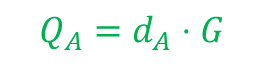 Q_A = d_A · G